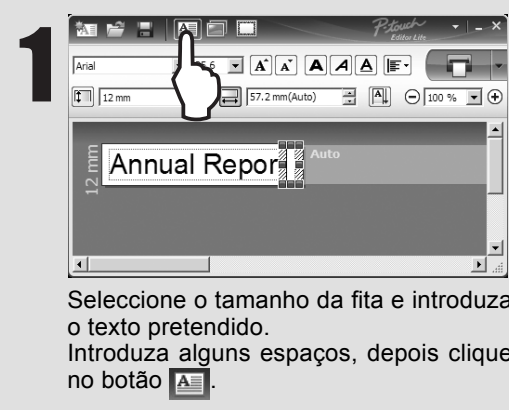 1
P-touch
Editor Lite
Arial
A A A A A
12 mm
57.2 mm(Auto)
A
100 %
12 mm
Annual Repor
Auto
Seleccione o tamanho da fita e introduza
o texto pretendido.
Introduza alguns espaços, depois clique
no botão A .